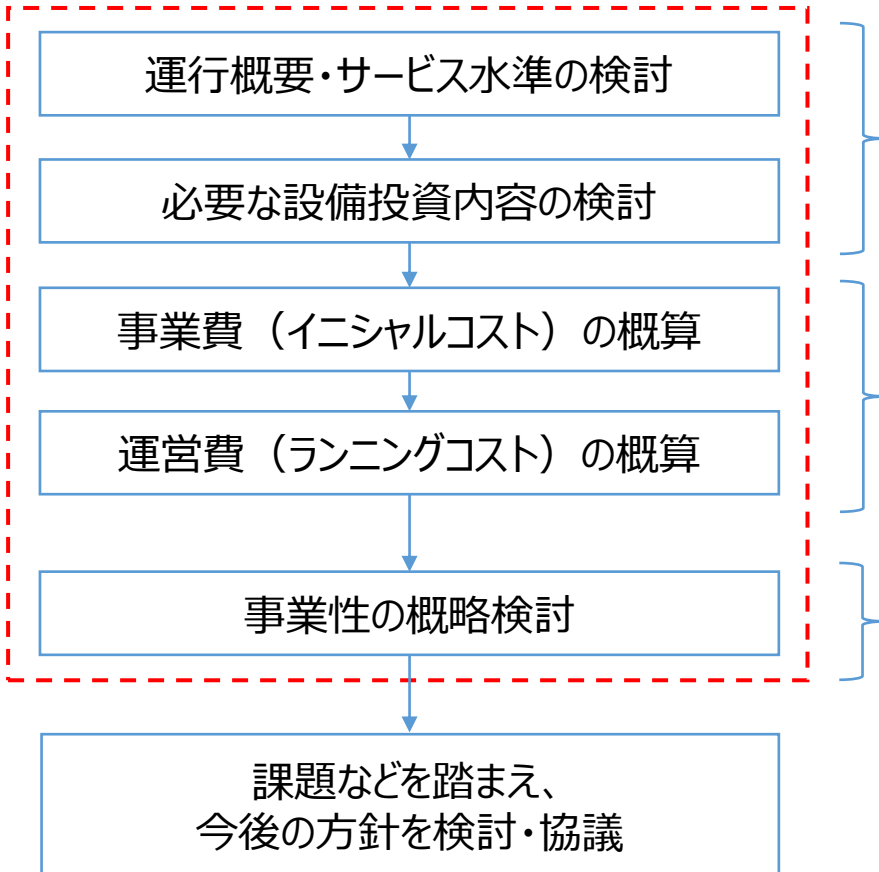 運行概要・サービス水準の検討
必要な設備投資内容の検討
事業費（イニシャルコスト）の概算
運営費（ランニングコスト）の概算
事業性の概略検討
課題などを踏まえ、
今後の方針を検討・協議